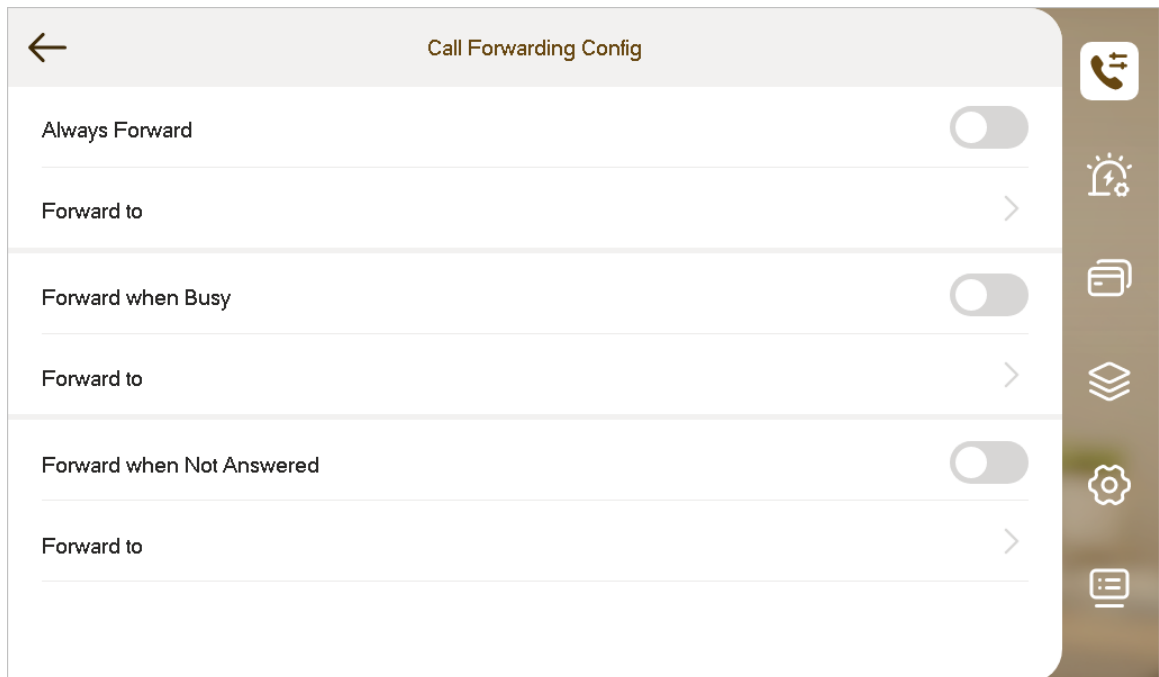 Call Forwarding Config
Always Forward
Forward to
Forward when Busy
Forward to
Forward when Not Answered
Forward to